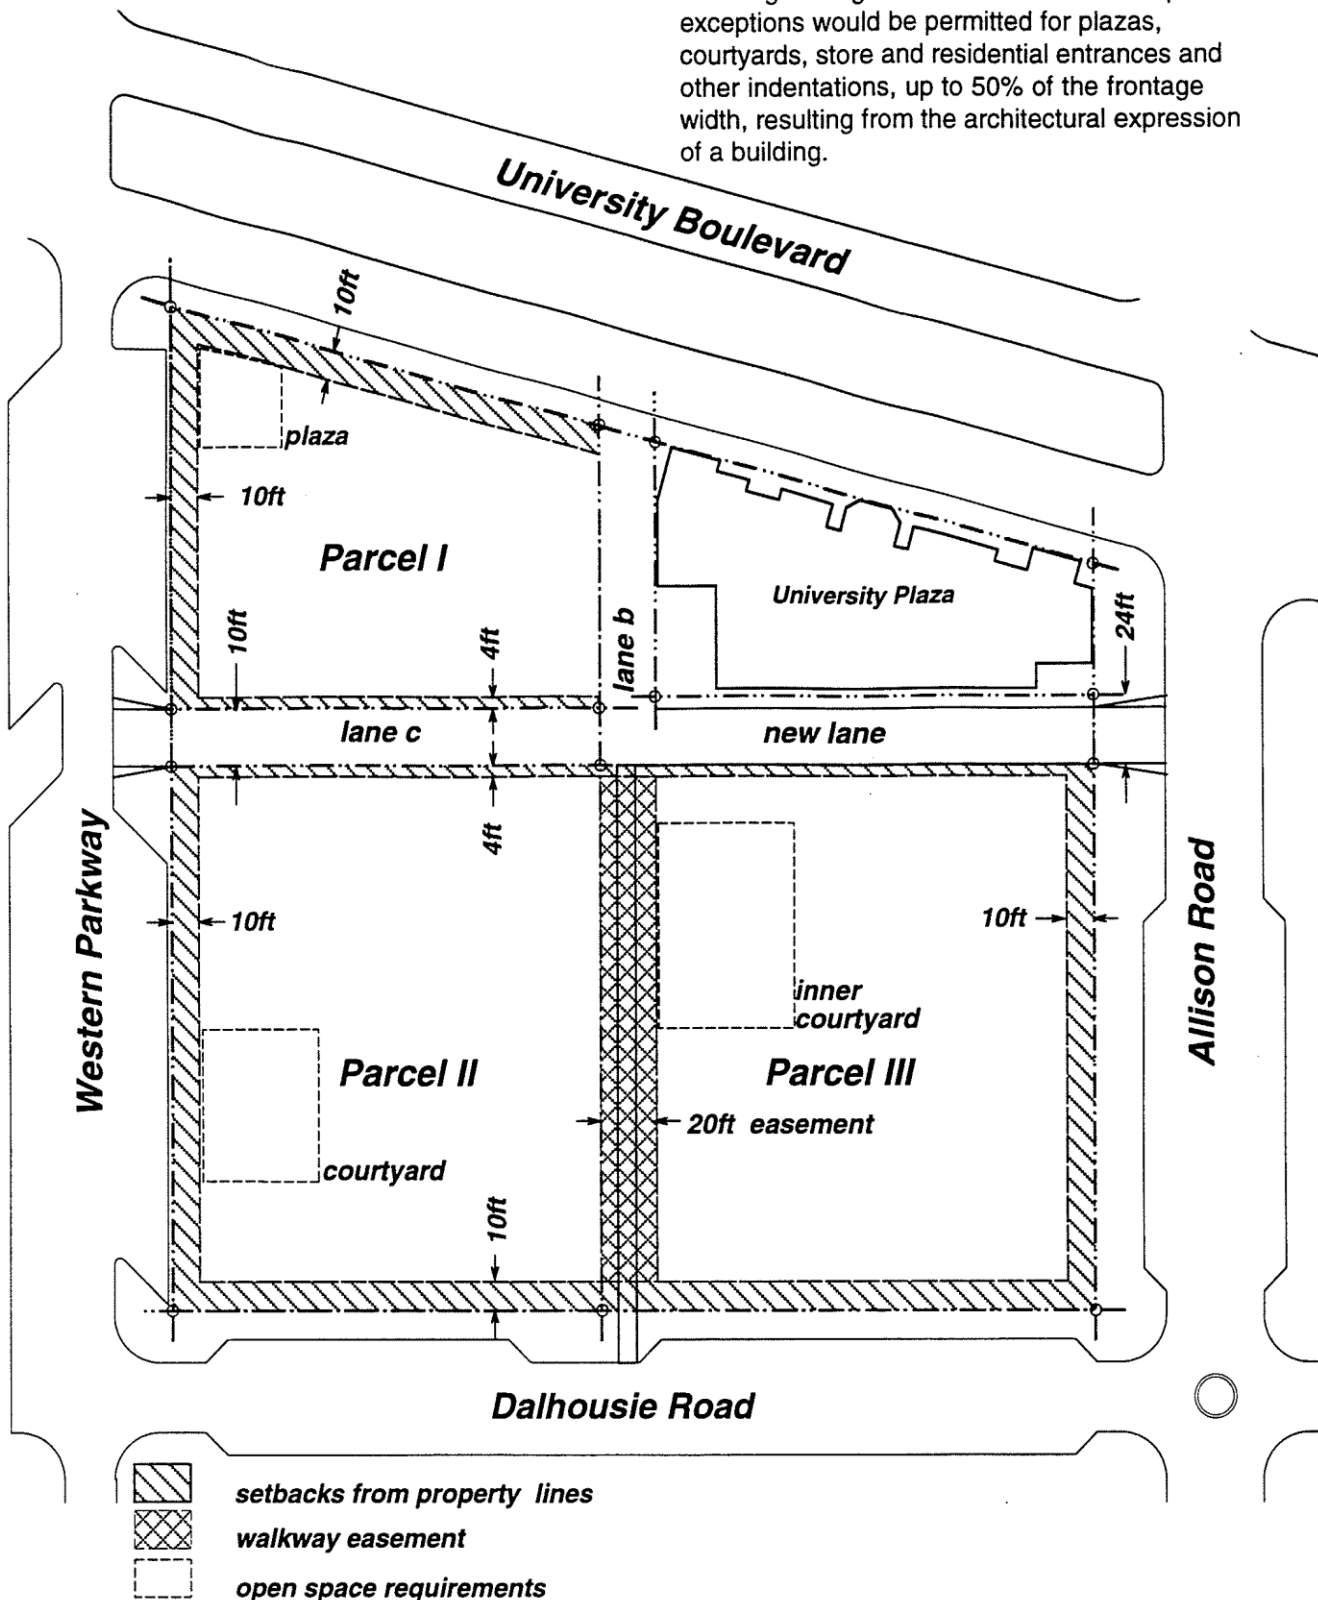 exceptions would be permitted for plazas,
courtyards, store and residential entrances and
other indentations, up to 50% of the frontage
width, resulting from the architectural expression
of a building.
University Boulevard
10ft
plaza
10ft
Parcel I
University Plaza
10ft
4ft
lane b
24ft
lane c
new lane
4ft
Western Parkway
Allison Road
10ft
10ft
inner
courtyard
Parcel II
Parcel III
20ft easement
courtyard
10ft
Dalhousie Road
setbacks from property lines
walkway easement
open space requirements